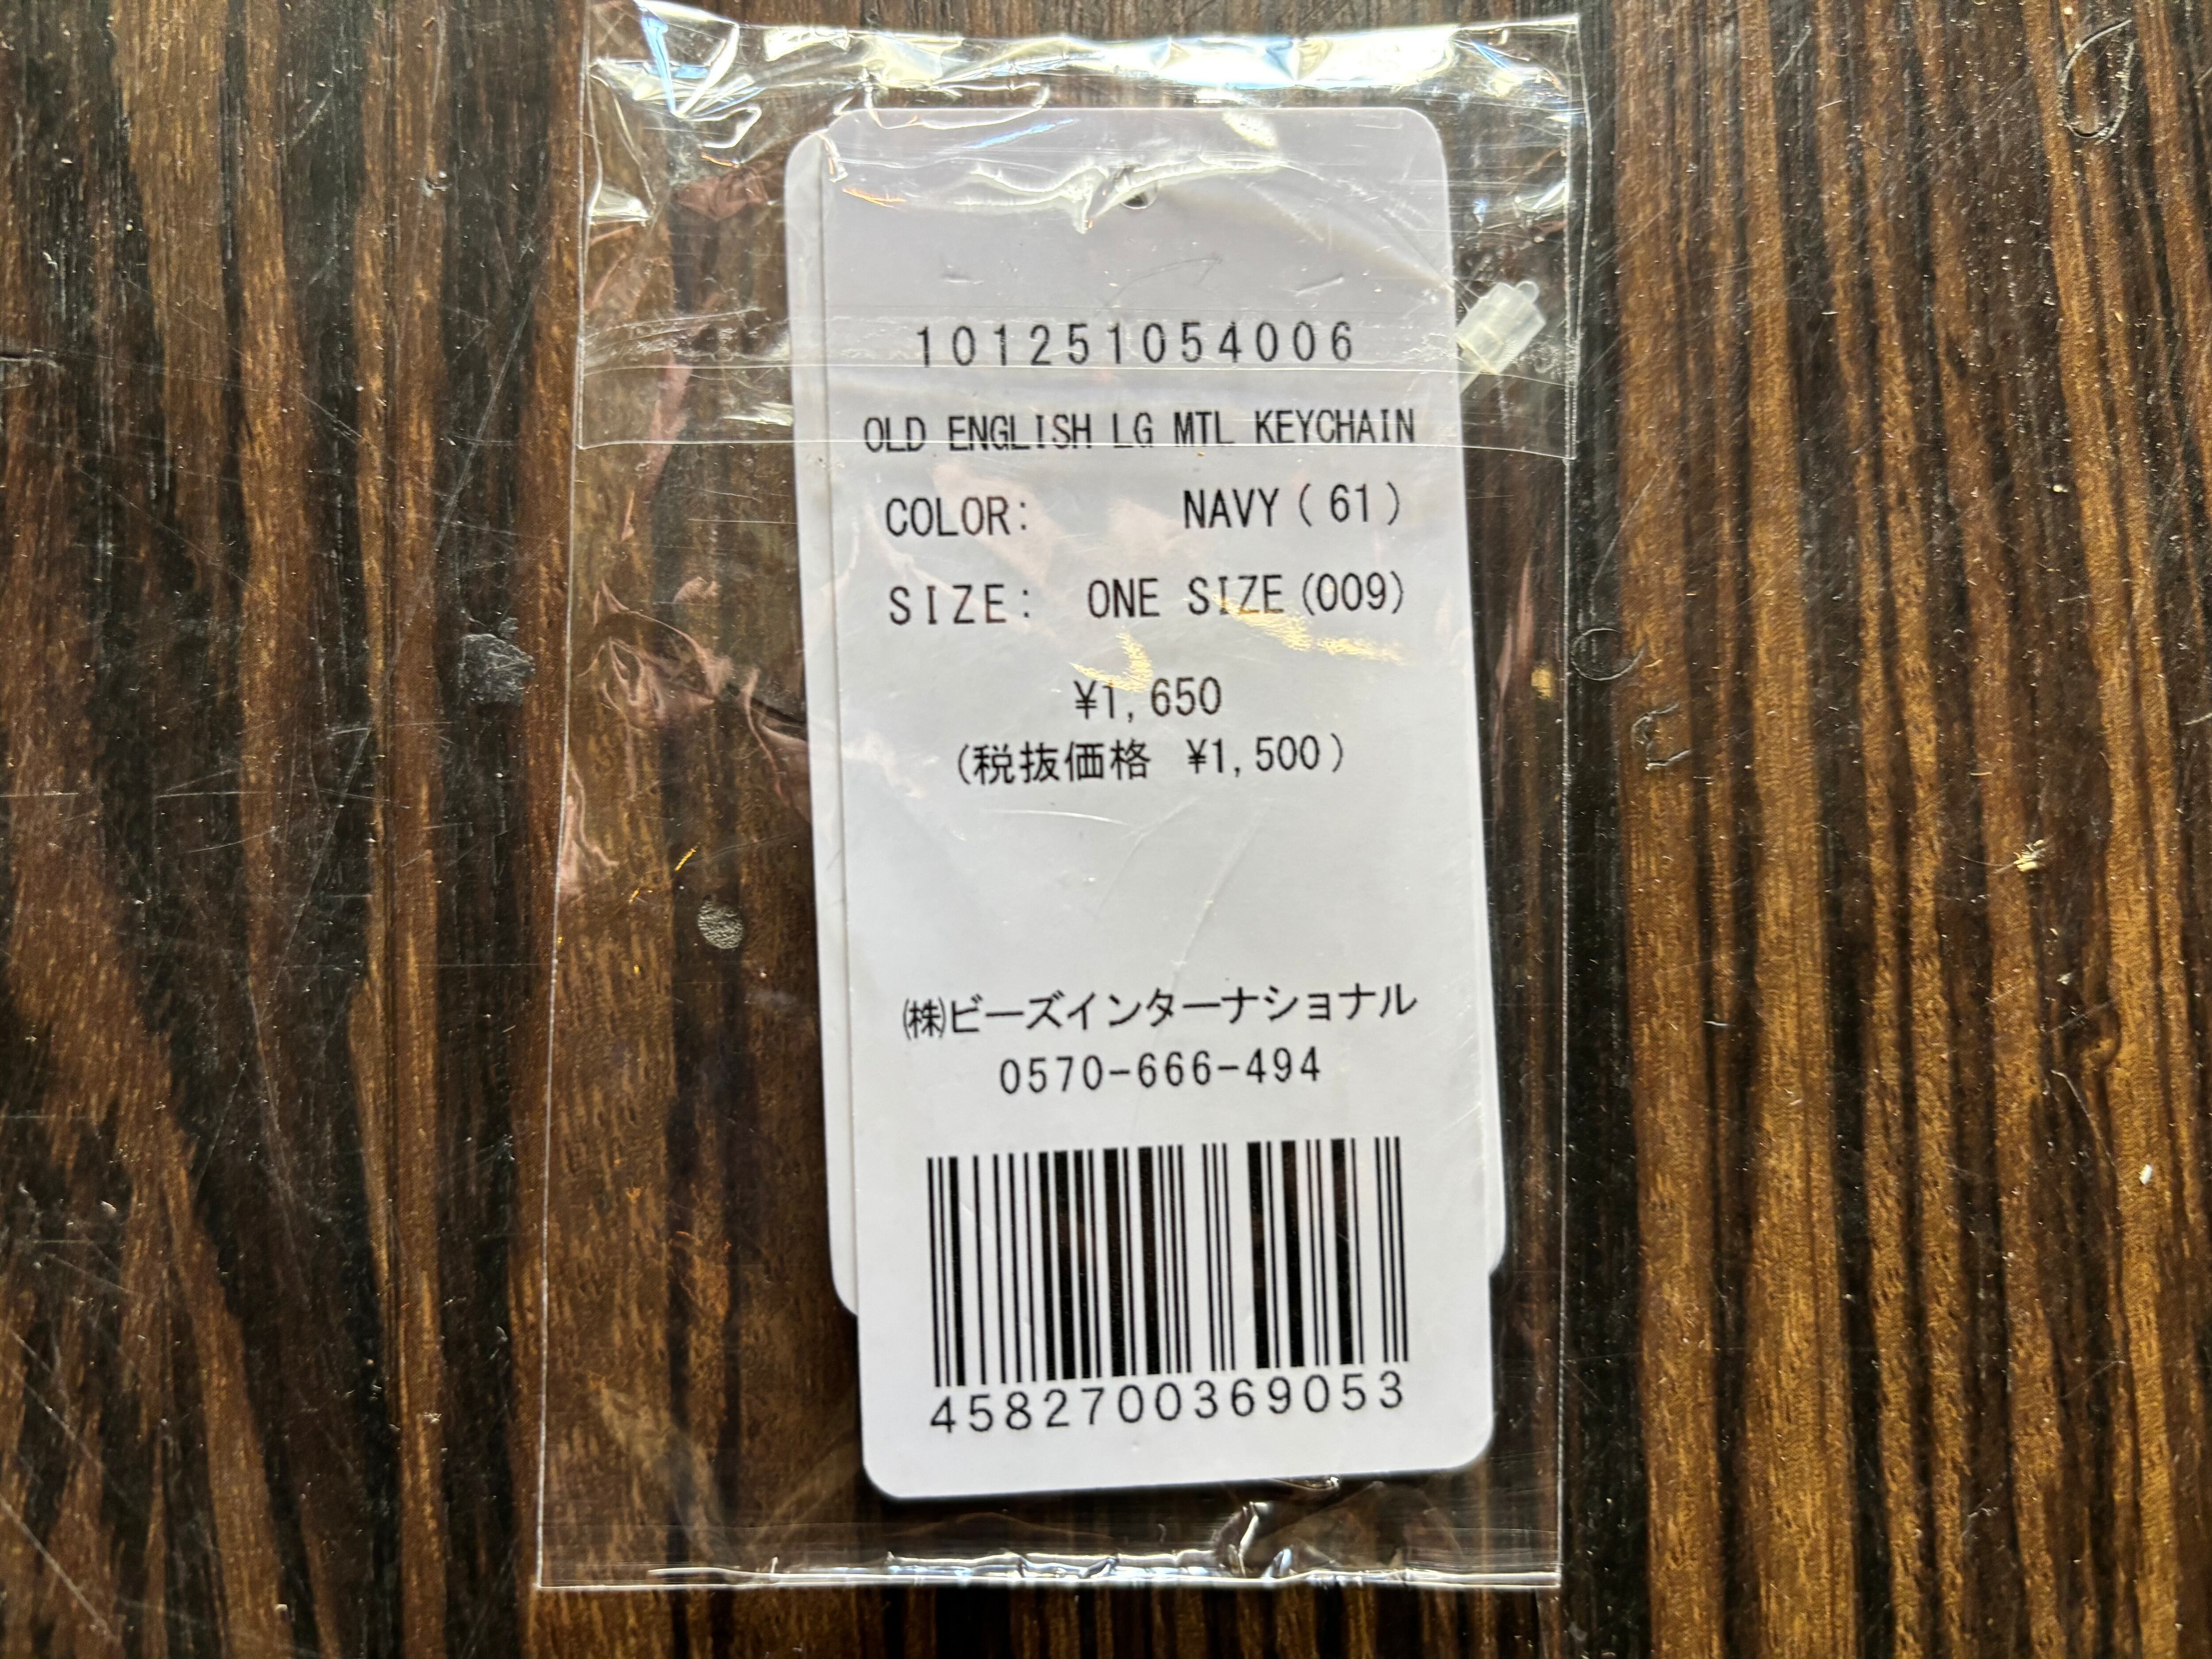 101251054006
OLD ENGLISH LG MTL KEYCHAIN
COLOR: NAVY(61)
SIZE: ONE SIZE(009)
¥1,650
(税抜価格 ¥1,500)
㈱ビーズインターナショナル
0570-666-494
4582700369053